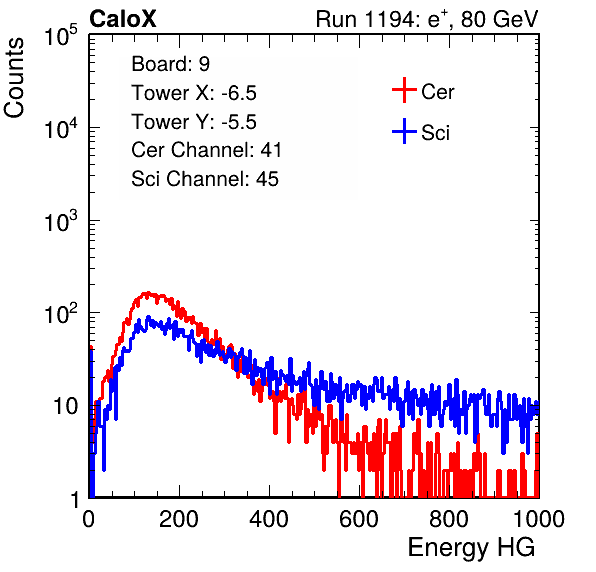 CaloX Run 1194: e⁺, 80 GeV
Counts
10⁵
10⁴
10³
10²
10
1
Board: 9
Tower X: -6.5
Tower Y: -5.5
Cer Channel: 41
Sci Channel: 45
Cer
Sci
0 200 400 600 800 1000
Energy HG